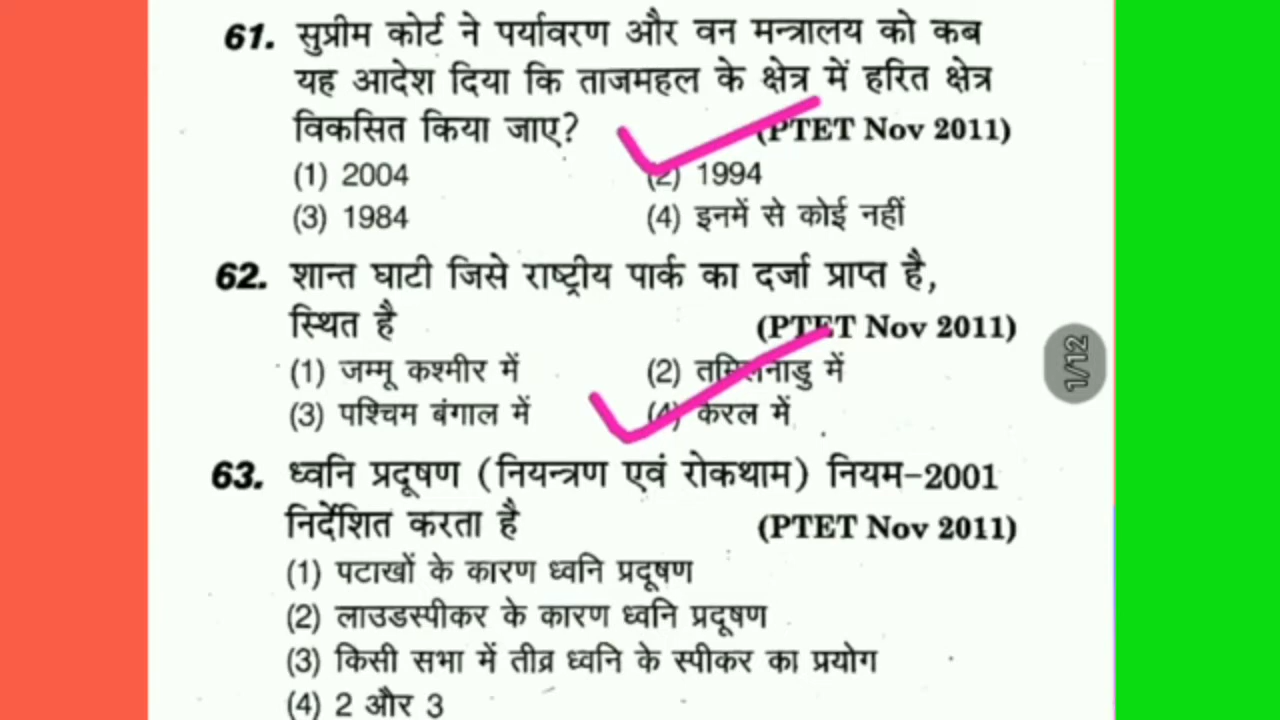 61. सुप्रीम कोर्ट ने पर्यावरण और वन मन्त्रालय को कब
यह आदेश दिया कि ताजमहल के क्षेत्र में हरित क्षेत्र
विकसित किया जाए? (PTET Nov 2011)
(1) 2004 (2) 1994
(3) 1984 (4) इनमें से कोई नहीं
62. शान्त घाटी जिसे राष्ट्रीय पार्क का दर्जा प्राप्त है,
स्थित है (PTET Nov 2011)
(1) जम्मू कश्मीर में (2) तमिलनाडु में
(3) पश्चिम बंगाल में (4) केरल में
63. ध्वनि प्रदूषण (नियन्त्रण एवं रोकथाम) नियम-2001
निर्देशित करता है (PTET Nov 2011)
(1) पटाखों के कारण ध्वनि प्रदूषण
(2) लाउडस्पीकर के कारण ध्वनि प्रदूषण
(3) किसी सभा में तीव्र ध्वनि के स्पीकर का प्रयोग
(4) 2 और 3
1/12